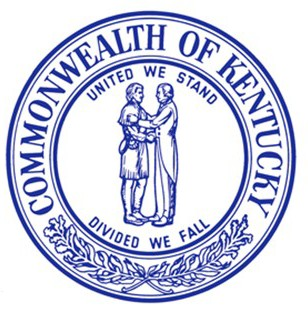 COMMONWEALTH OF KENTUCKY
UNITED WE STAND
DIVIDED WE FALL